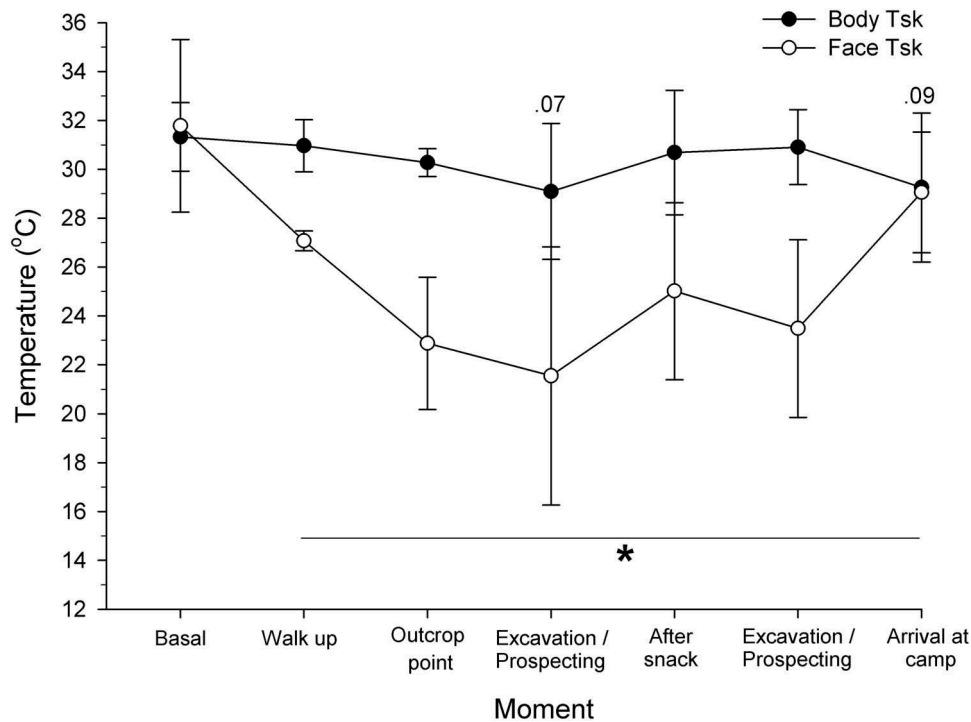 Body Tsk
Face Tsk
36
34
32
30
28
26
24
22
20
18
16
14
12
Temperature (°C)
.07
.09
*
Basal
Walk up
Outcrop
point
Excavation /
Prospecting
After
snack
Excavation /
Prospecting
Arrival at
camp
Moment